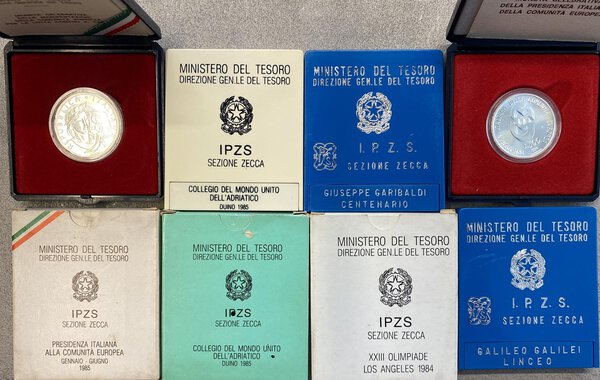 DELLA PRESIDENZA ITALIANA
DELLA COMUNITÀ EUROPEA
MINISTERO DEL TESORO
DIREZIONE GEN.LE DEL TESORO
IPZS
SEZIONE ZECCA
COLLEGIO DEL MONDO UNITO
DELL'ADRIATICO
DUINO 1985
MINISTERO DEL TESORO
DIREZIONE GEN.LE DEL TESORO
I.P.Z.S.
SEZIONE ZECCA
GIUSEPPE GARIBALDI
CENTENARIO
MINISTERO DEL TESORO
DIREZIONE GEN.LE DEL TESORO
IPZS
SEZIONE ZECCA
PRESIDENZA ITALIANA
ALLA COMUNITÀ EUROPEA
GENNAIO - GIUGNO
1985
MINISTERO DEL TESORO
DIREZIONE GEN.LE DEL TESORO
IPZS
SEZIONE ZECCA
COLLEGIO DEL MONDO UNITO
DELL'ADRIATICO
DUINO 1985
MINISTERO DEL TESORO
DIREZIONE GEN.LE DEL TESORO
IPZS
SEZIONE ZECCA
XXIII OLIMPIADE
LOS ANGELES 1984
MINISTERO DEL TESORO
DIREZIONE GEN.LE DEL TESORO
I.P.Z.S.
SEZIONE ZECCA
GALILEO GALILEI
LINCEO